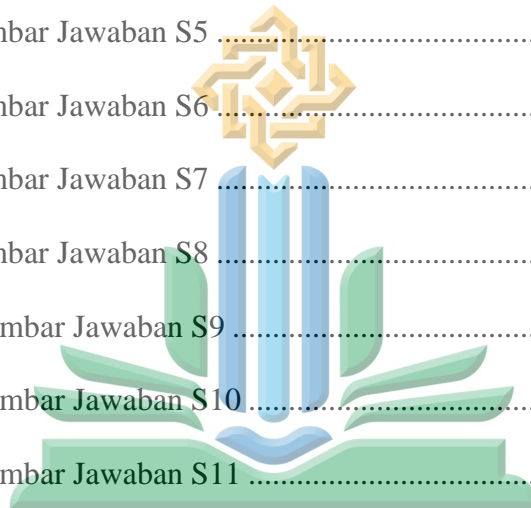 mbar Jawaban S5 ........................................
mbar Jawaban S6 ........................................
mbar Jawaban S7 ........................................
mbar Jawaban S8 ........................................
mbar Jawaban S9 ......................................
mbar Jawaban S10 ....................................
mbar Jawaban S11 ....................................